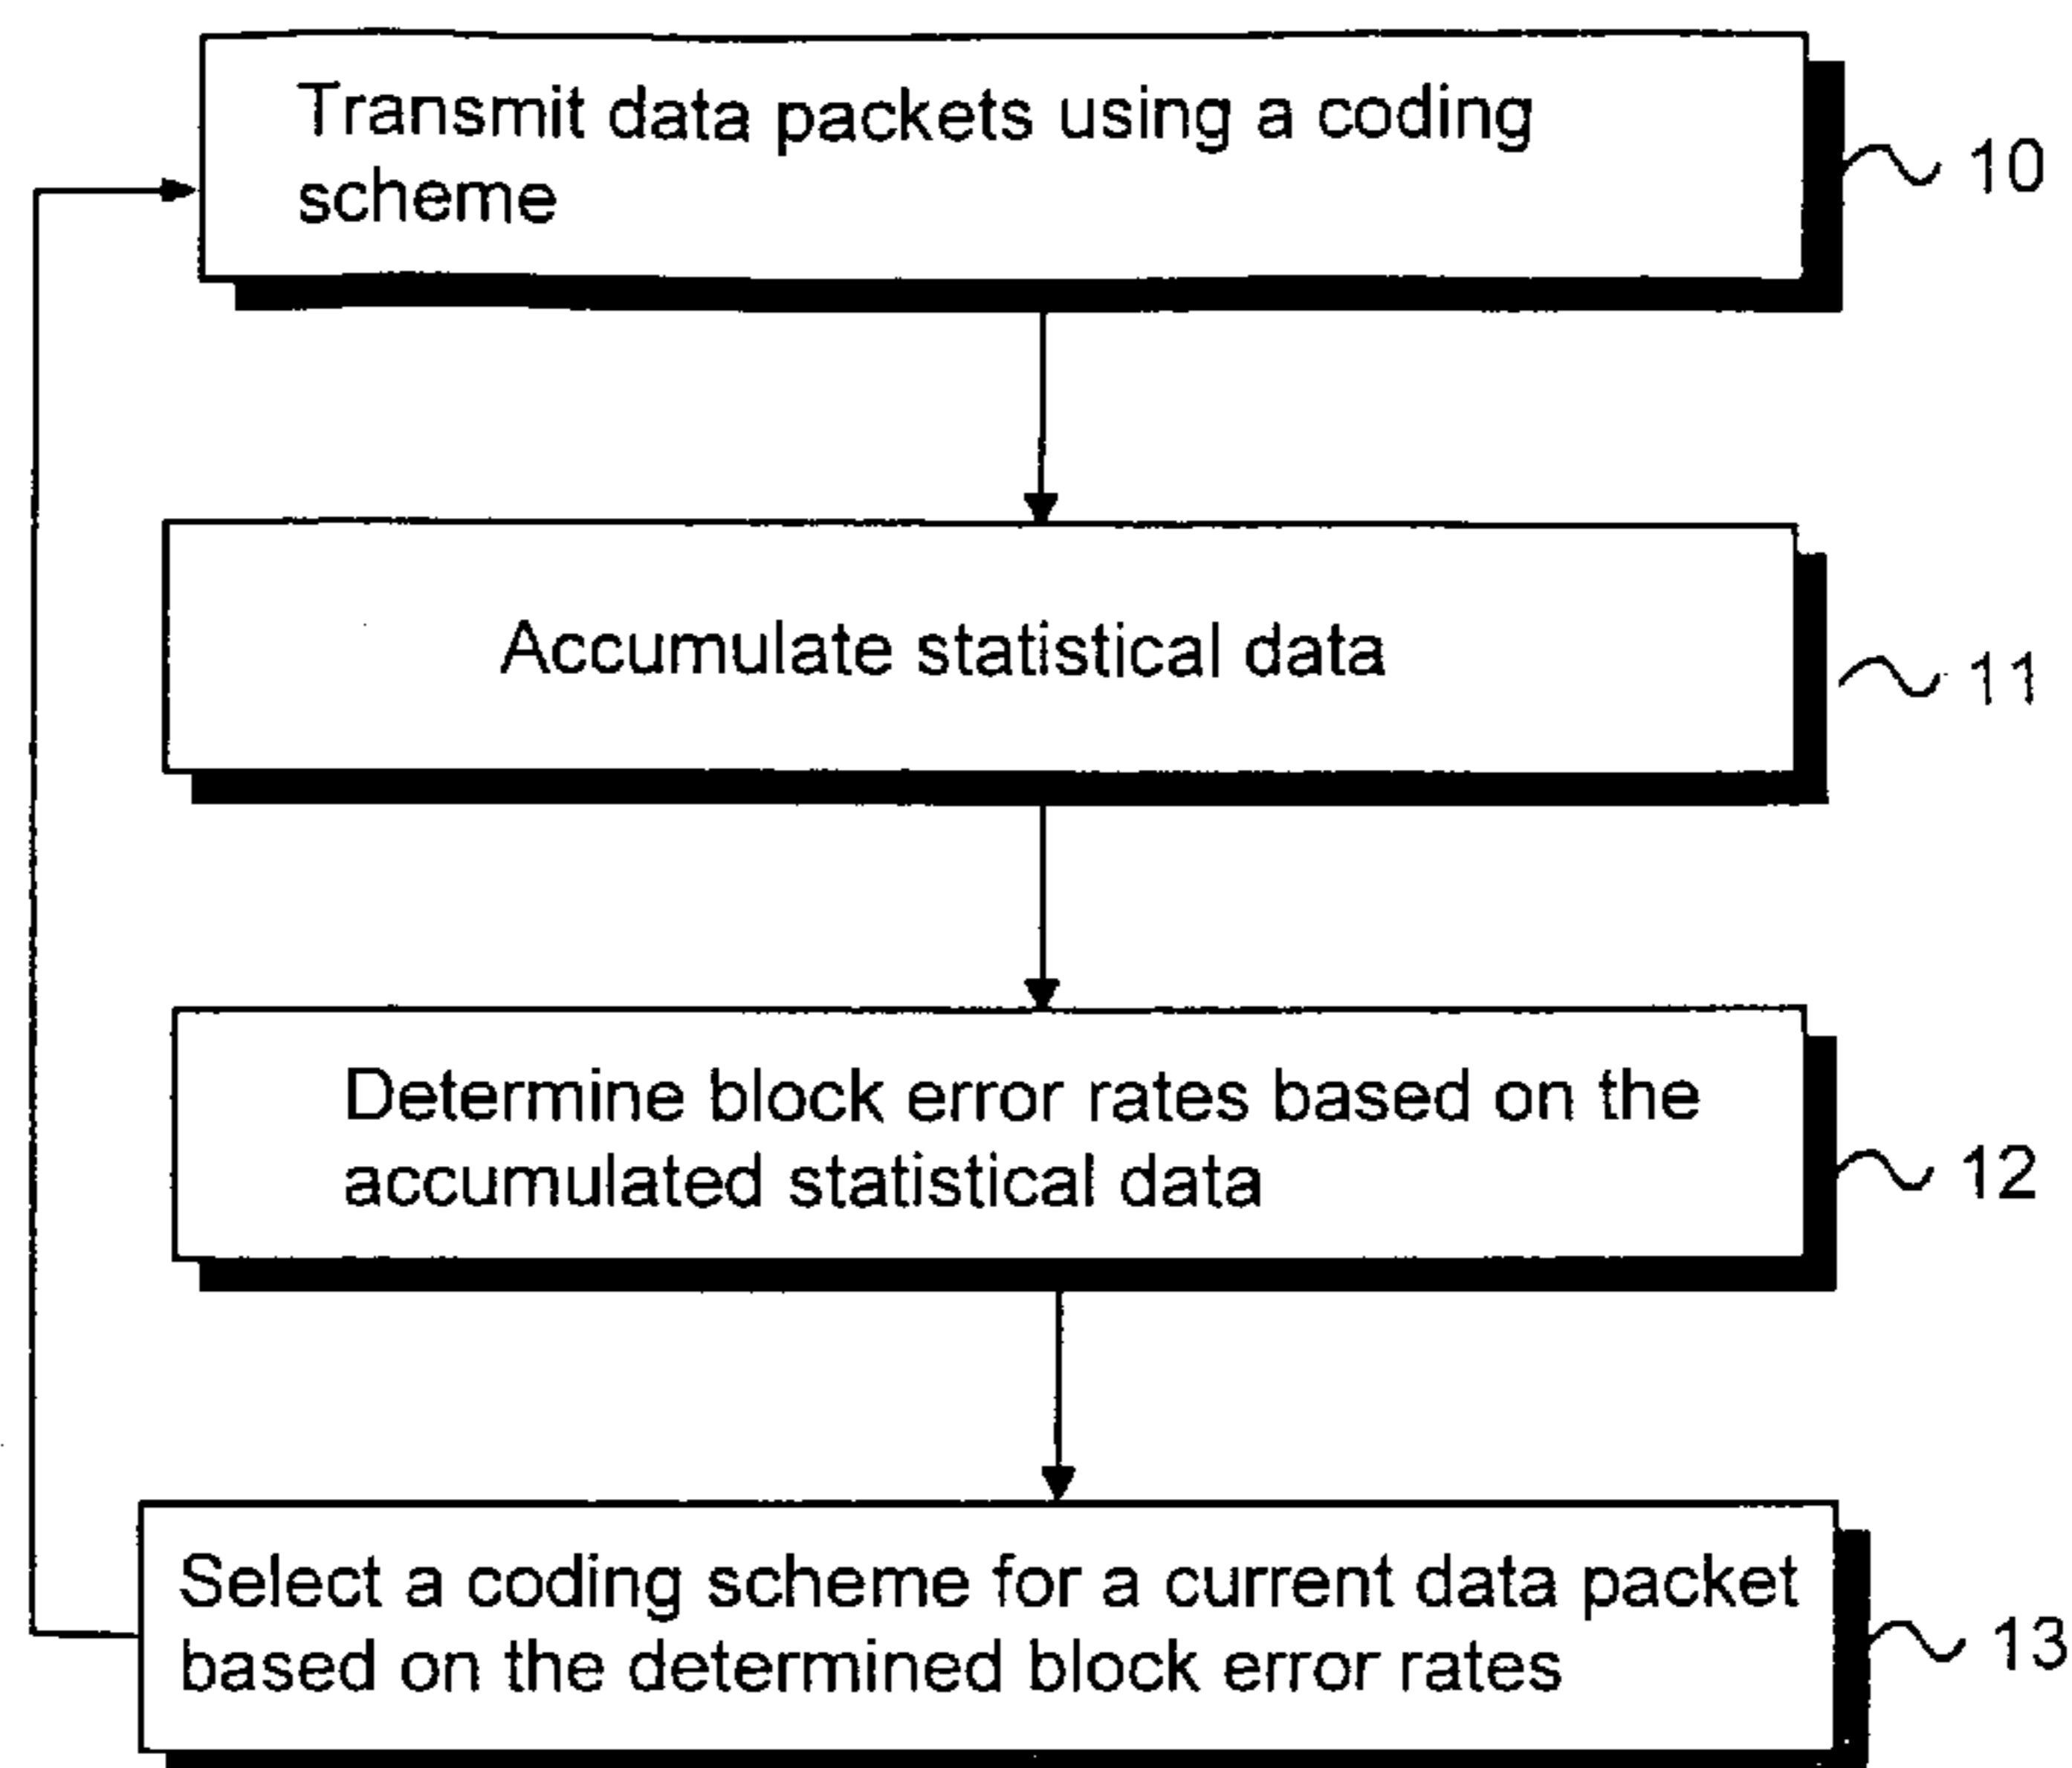 Transmit data packets using a coding
scheme
10
Accumulate statistical data
11
Determine block error rates based on the
accumulated statistical data
12
Select a coding scheme for a current data packet
based on the determined block error rates
13